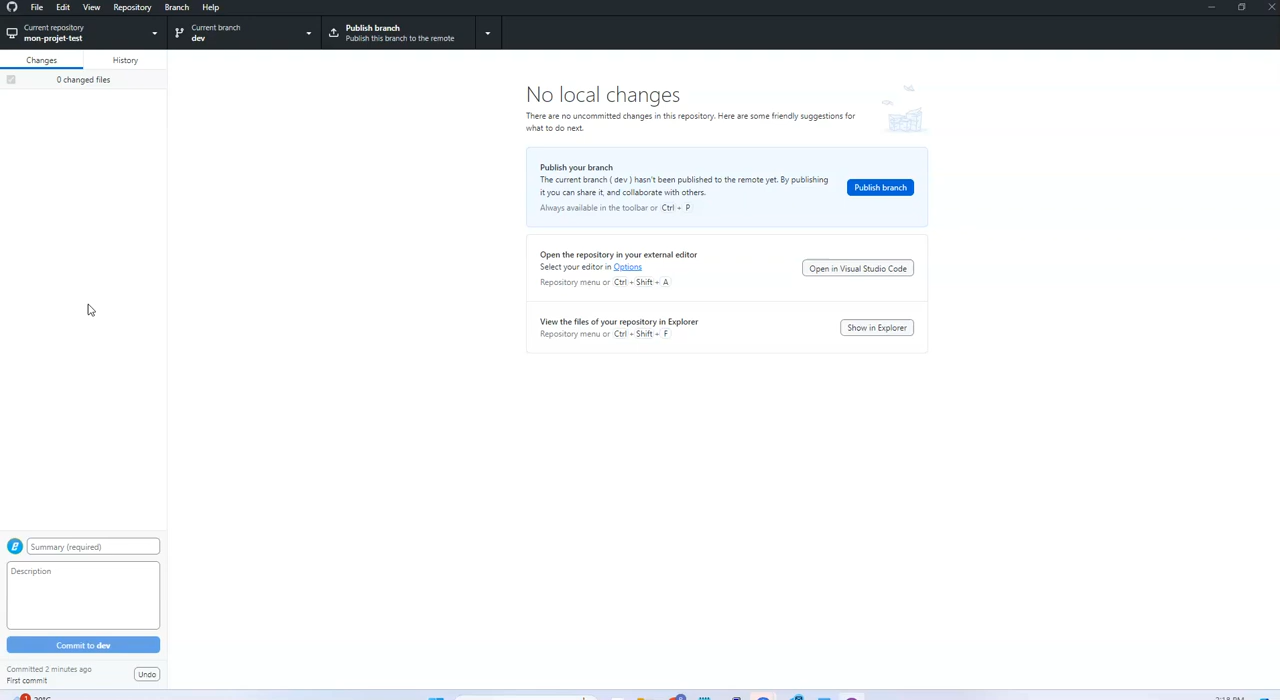 File Edit View Repository Branch Help
Current repository
mon-projet-test
Current branch
dev
Publish branch
Publish this branch to the remote
Changes History
0 changed files
No local changes
There are no uncommitted changes in this repository. Here are some friendly suggestions for
what to do next.
Publish your branch
The current branch ( dev ) hasn't been published to the remote yet. By publishing
it you can share it, and collaborate with others.
Always available in the toolbar or Ctrl + P
Publish branch
Open the repository in your external editor
Select your editor in Options
Repository menu or Ctrl + Shift + A
Open in Visual Studio Code
View the files of your repository in Explorer
Repository menu or Ctrl + Shift + F
Show in Explorer
Summary (required)
Description
Commit to dev
Committed 2 minutes ago
First commit
Undo